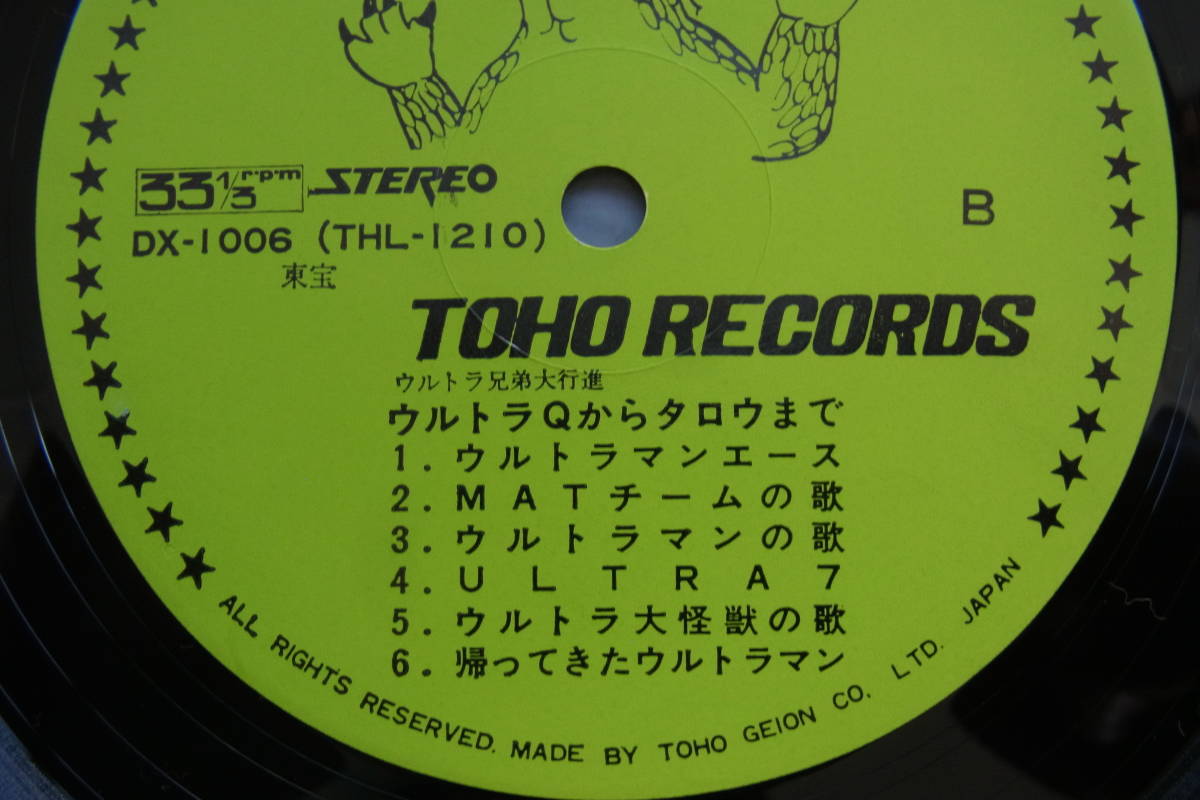 33 1/3 r・p・m STEREO
DX-1006 (THL-1210)
B
東宝
TOHO RECORDS
ウルトラ兄弟大行進
ウルトラQからタロウまで
1. ウルトラマンエース
2. MATチームの歌
3. ウルトラマンの歌
4. ULTRA7
5. ウルトラ大怪獣の歌
6. 帰ってきたウルトラマン
ALL RIGHTS RESERVED. MADE BY TOHO GEION CO. LTD. JAPAN